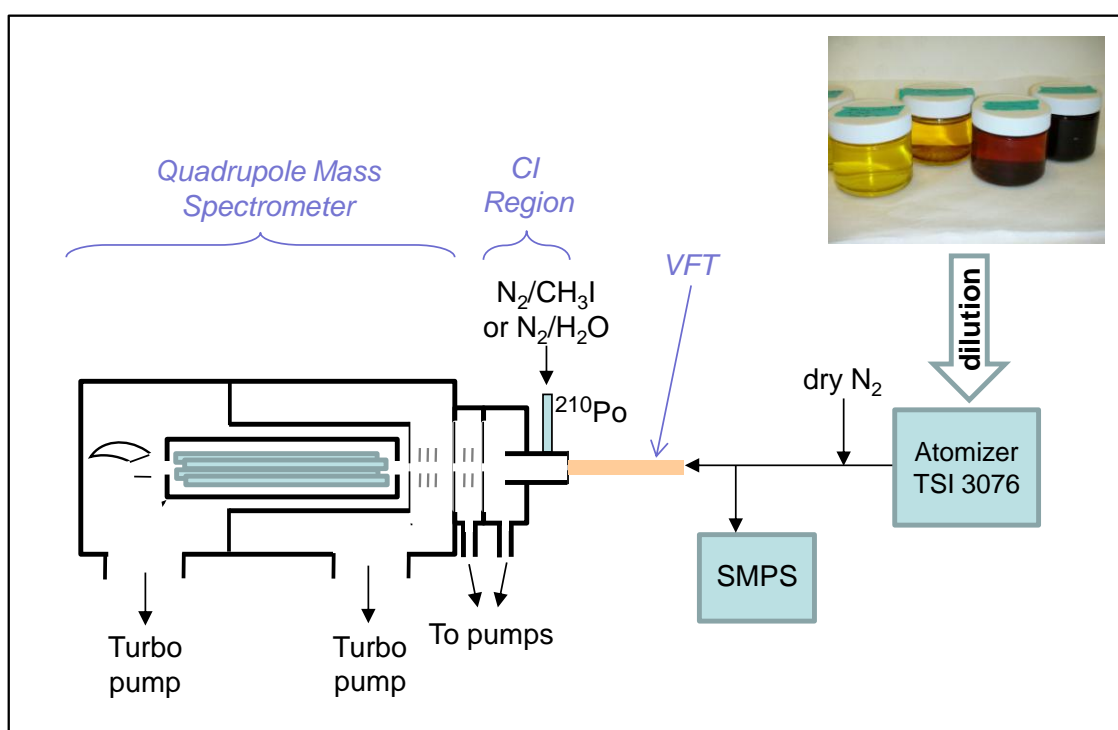 Quadrupole Mass
Spectrometer
CI
Region
VFT
N₂/CH₃I
or N₂/H₂O
²¹⁰Po
dilution
dry N₂
Atomizer
TSI 3076
SMPS
Turbo
pump
Turbo
pump
To pumps